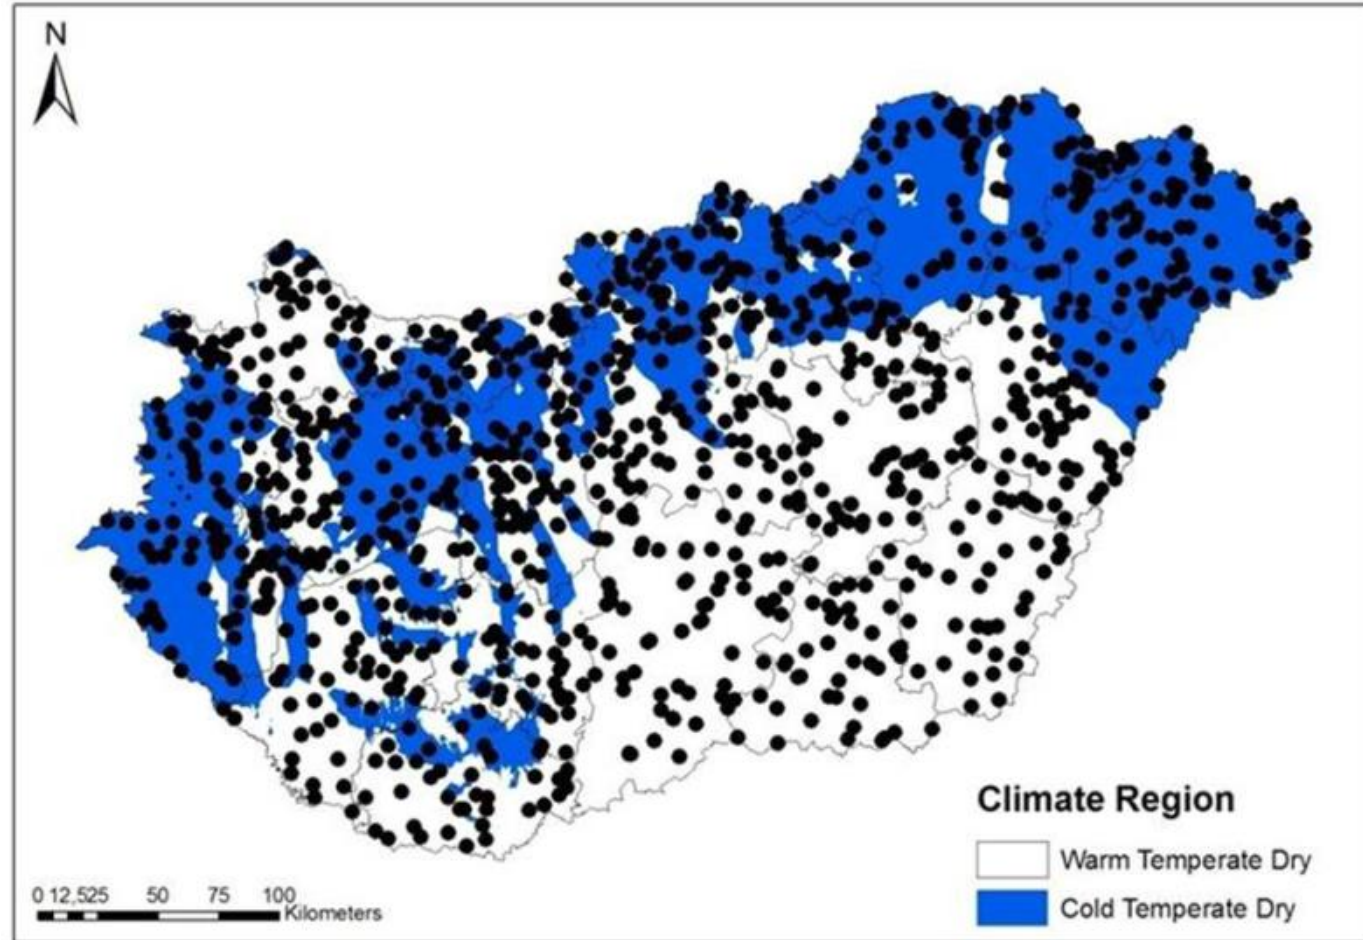 N
Climate Region
Warm Temperate Dry
Cold Temperate Dry
0 12,525 50 75 100
Kilometers